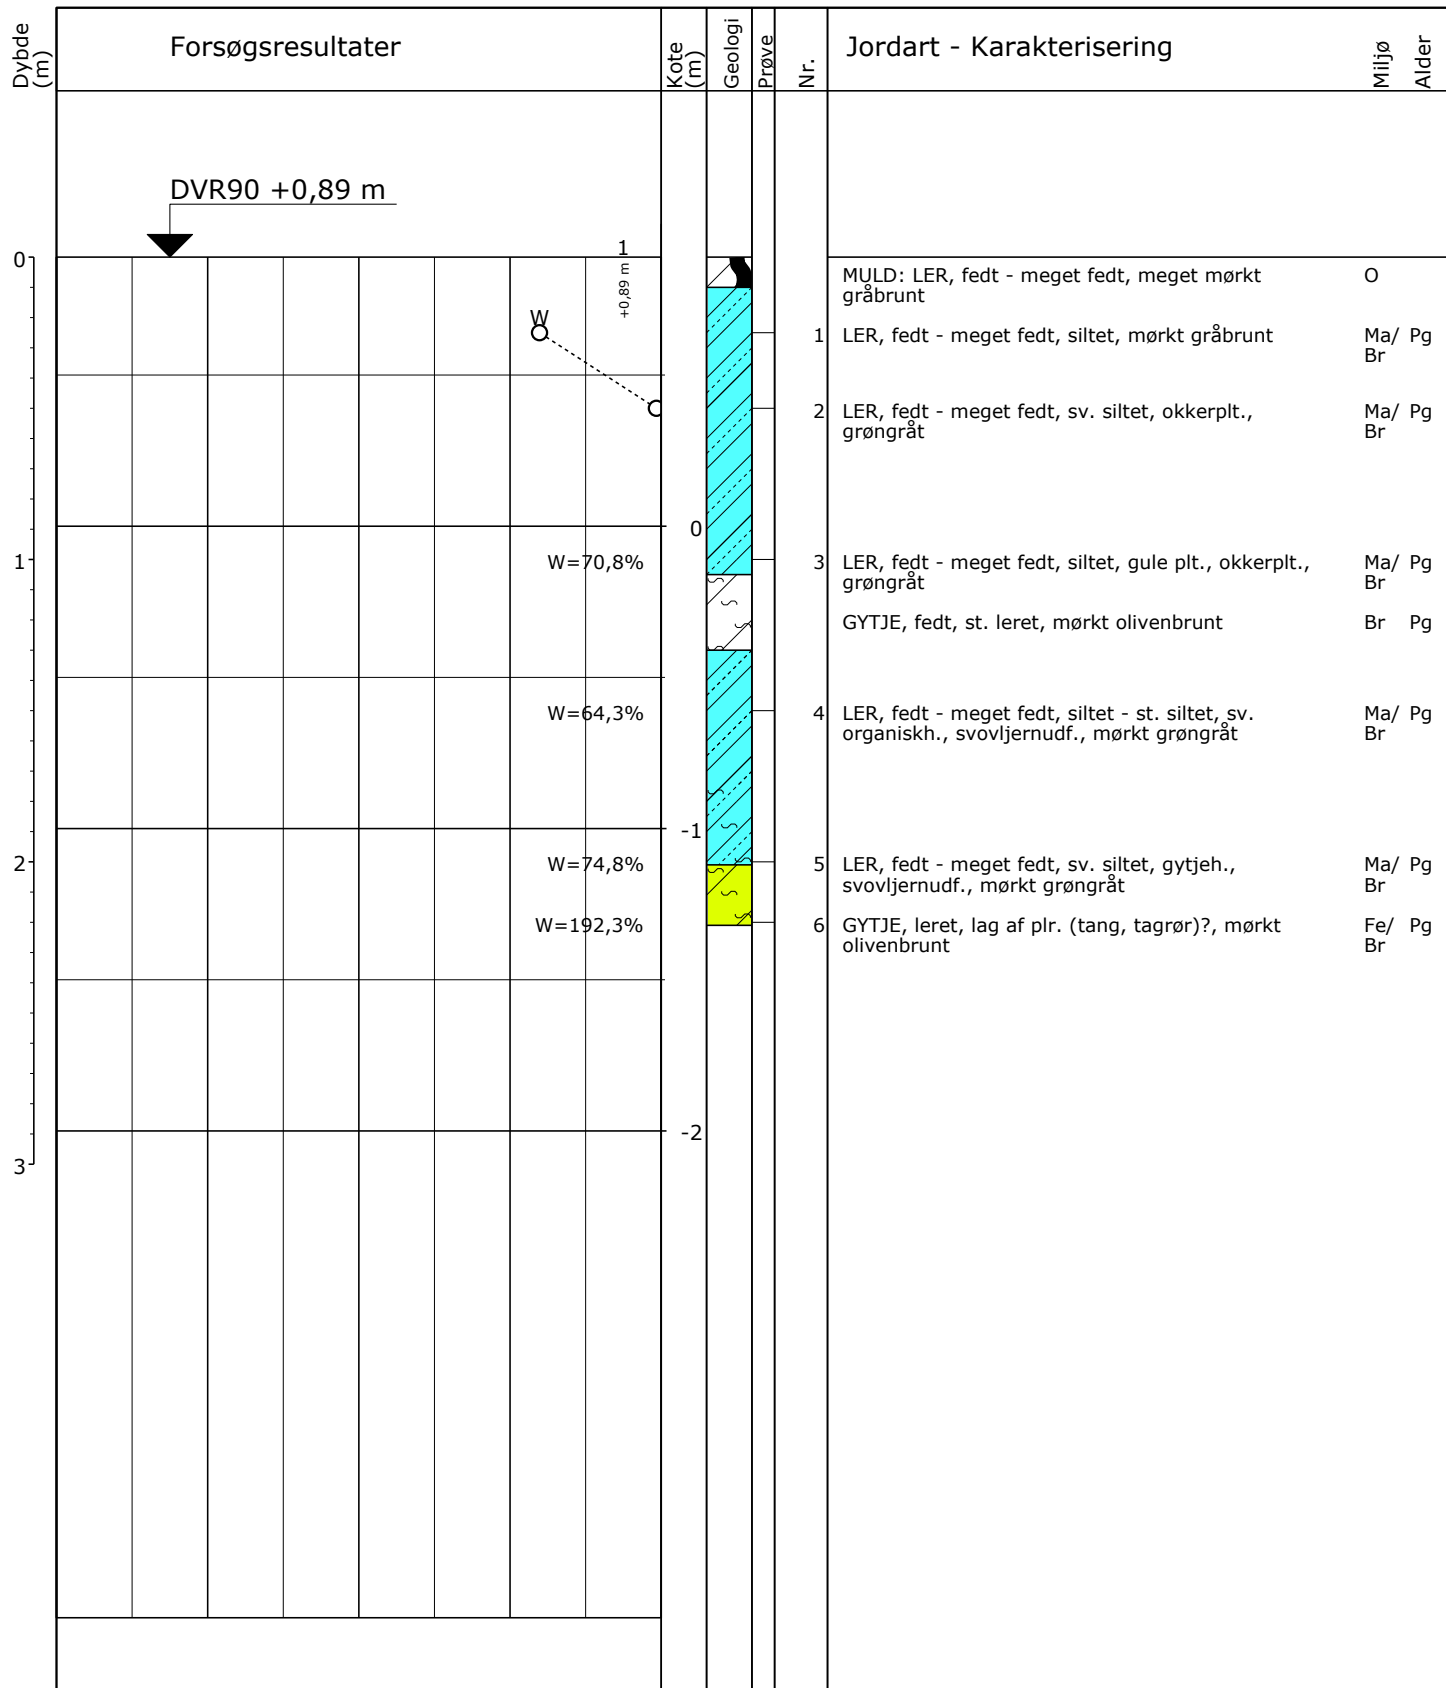 Dybde
(m)
Forsøgsresultater
Kote
(m)
Geologi
Prøve
Nr.
Jordart - Karakterisering
Miljø
Alder
DVR90 +0,89 m
1
+0,89 m
0
W
MULD: LER, fedt - meget fedt, meget mørkt O
gråbrunt
1 LER, fedt - meget fedt, siltet, mørkt gråbrunt Ma/ Pg
Br
2 LER, fedt - meget fedt, sv. siltet, okkerplt., Ma/ Pg
grøngråt Br
0
1 W=70,8% 3 LER, fedt - meget fedt, siltet, gule plt., okkerplt., Ma/ Pg
grøngråt Br
GYTJE, fedt, st. leret, mørkt olivenbrunt Br Pg
W=64,3% 4 LER, fedt - meget fedt, siltet - st. siltet, sv. Ma/ Pg
organiskh., svovljernudf., mørkt grøngråt Br
-1
2 W=74,8% 5 LER, fedt - meget fedt, sv. siltet, gytjeh., Ma/ Pg
svovljernudf., mørkt grøngråt Br
W=192,3% 6 GYTJE, leret, lag af plr. (tang, tagrør)?, mørkt Fe/ Pg
olivenbrunt Br
-2
3